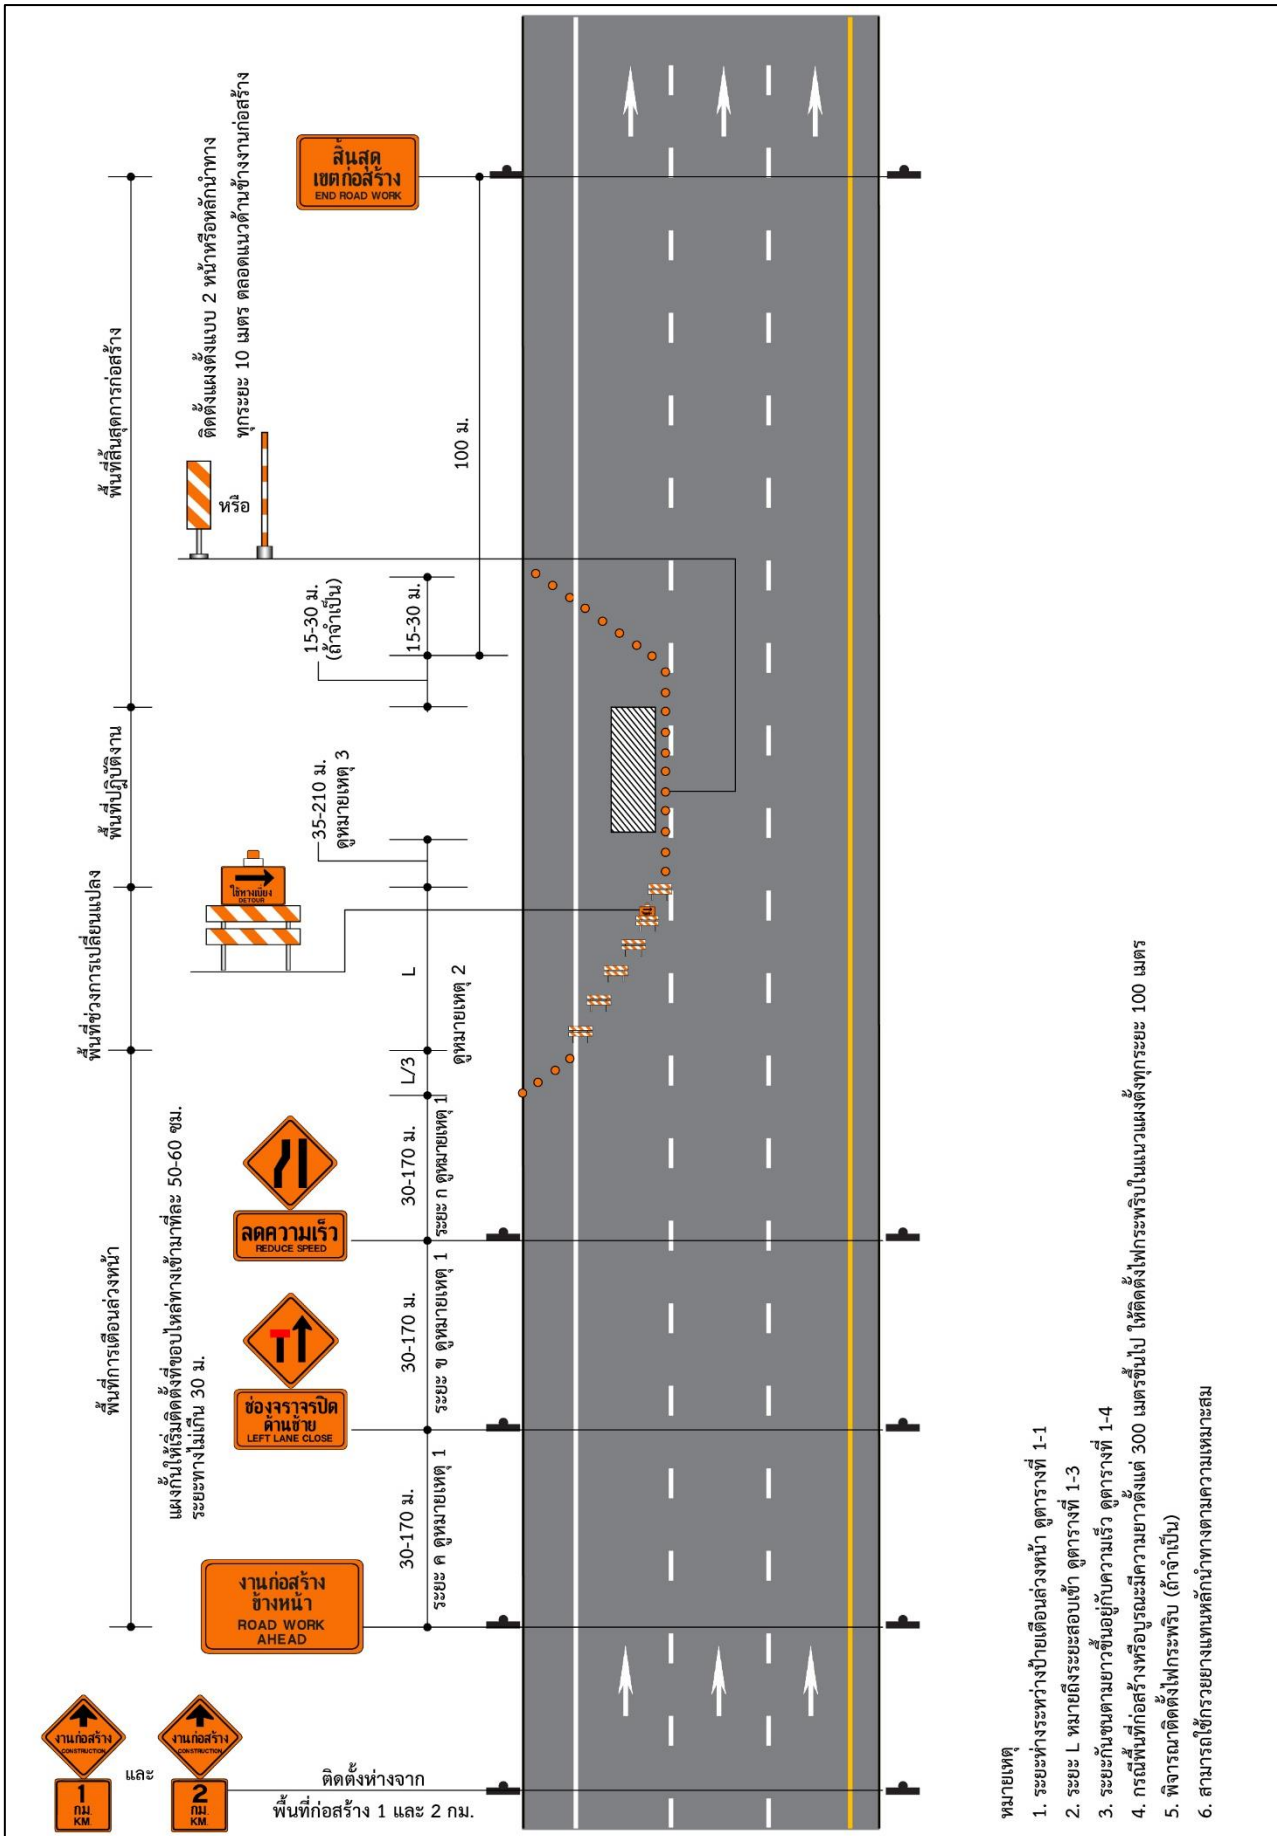 สิ้นสุด
เขตก่อสร้าง
END ROAD WORK
ติดตั้งแผงตั้งแบบ 2 หน้าหรือหลักนำทาง
ทุกระยะ 10 เมตร ตลอดแนวด้านข้างงานก่อสร้าง
หรือ
พื้นที่สิ้นสุดการก่อสร้าง
100 ม.
15-30 ม.
(ถ้าจำเป็น)
15-30 ม.
พื้นที่ปฏิบัติงาน
35-210 ม.
ดูหมายเหตุ 3
ใช้ทางเบี่ยง
DETOUR
พื้นที่ช่วงการเปลี่ยนแปลง
L
ดูหมายเหตุ 2
L/3
พื้นที่การเตือนล่วงหน้า
แผงกั้นให้เริ่มติดตั้งที่ขอบไหล่ทางเข้ามาทีละ 50-60 ซม.
ระยะทางไม่เกิน 30 ม.
30-170 ม.
ระยะ ก ดูหมายเหตุ 1
ลดความเร็ว
REDUCE SPEED
30-170 ม.
ระยะ ข ดูหมายเหตุ 1
ช่องจราจรปิด
ด้านซ้าย
LEFT LANE CLOSE
30-170 ม.
ระยะ ค ดูหมายเหตุ 1
งานก่อสร้าง
ข้างหน้า
ROAD WORK
AHEAD
งานก่อสร้าง
CONSTRUCTION
1
กม.
KM.
และ
งานก่อสร้าง
CONSTRUCTION
2
กม.
KM.
ติดตั้งห่างจาก
พื้นที่ก่อสร้าง 1 และ 2 กม.
หมายเหตุ
1. ระยะห่างระหว่างป้ายเตือนล่วงหน้า ดูตารางที่ 1-1
2. ระยะ L หมายถึงระยะสอบเข้า ดูตารางที่ 1-3
3. ระยะกันชนตามยาวขึ้นอยู่กับความเร็ว ดูตารางที่ 1-4
4. กรณีพื้นที่ก่อสร้างหรือบูรณะมีความยาวตั้งแต่ 300 เมตรขึ้นไป ให้ติดตั้งไฟกระพริบในแนวแผงตั้งทุกระยะ 100 เมตร
5. พิจารณาติดตั้งไฟกระพริบ (ถ้าจำเป็น)
6. สามารถใช้กรวยยางแทนหลักนำทางตามความเหมาะสม